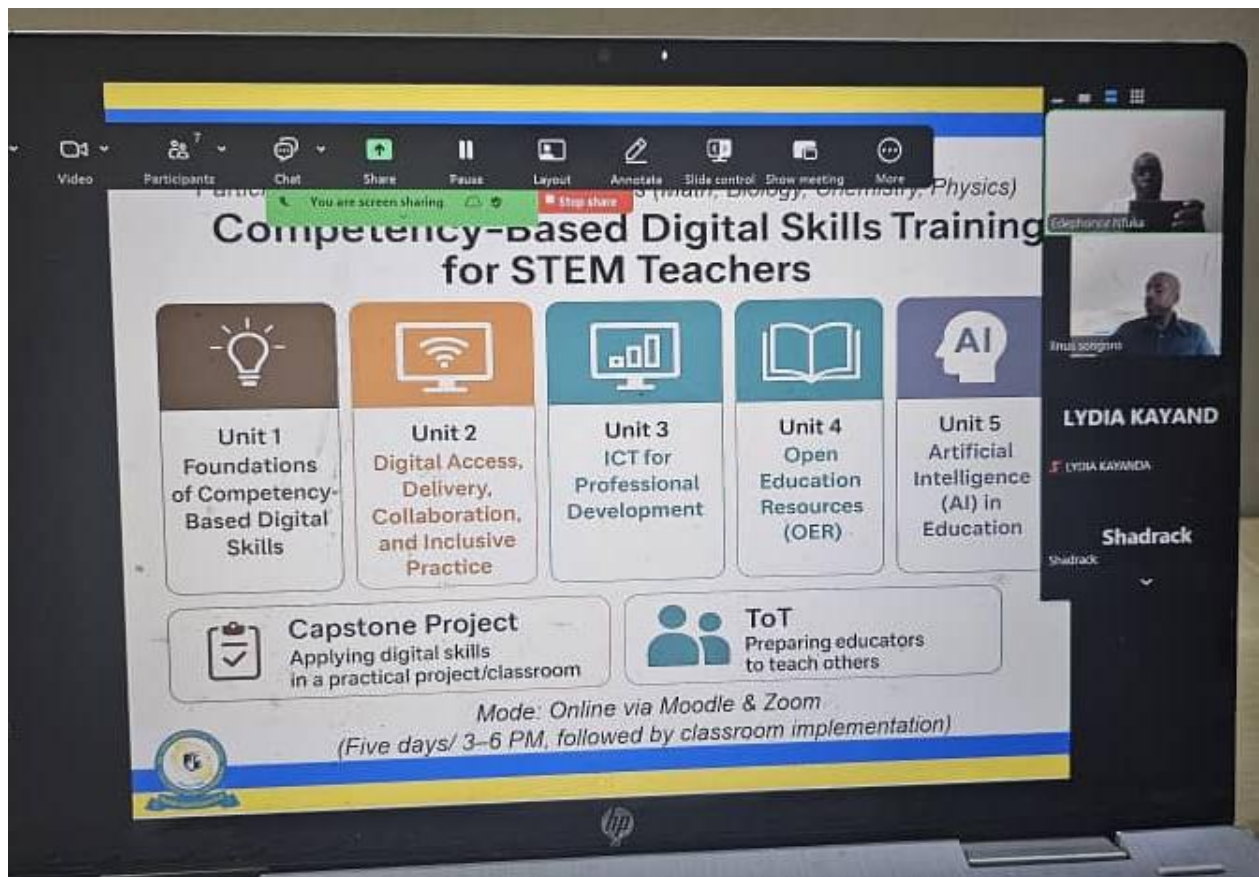 Video
Participants
7
Chat
Share
Pause
Layout
Annotate
Slide control
Show meeting
More
You are screen sharing
Stop share
Physics)
Competency-Based Digital Skills Training
for STEM Teachers
AI
Unit 1
Foundations
of Competency-
Based Digital
Skills
Unit 2
Digital Access,
Delivery,
Collaboration,
and Inclusive
Practice
Unit 3
ICT for
Professional
Development
Unit 4
Open
Education
Resources
(OER)
Unit 5
Artificial
Intelligence
(AI) in
Education
Capstone Project
Applying digital skills
in a practical project/classroom
ToT
Preparing educators
to teach others
Mode: Online via Moodle & Zoom
(Five days/ 3–6 PM, followed by classroom implementation)
LYDIA KAYAND
LYDIA KAYANDA
Shadrack
Shadrack
hp